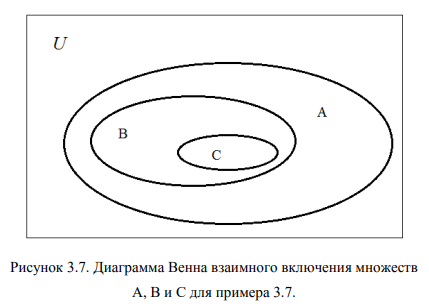 U
A
B
C
Рисунок 3.7. Диаграмма Венна взаимного включения множеств
A, B и C для примера 3.7.